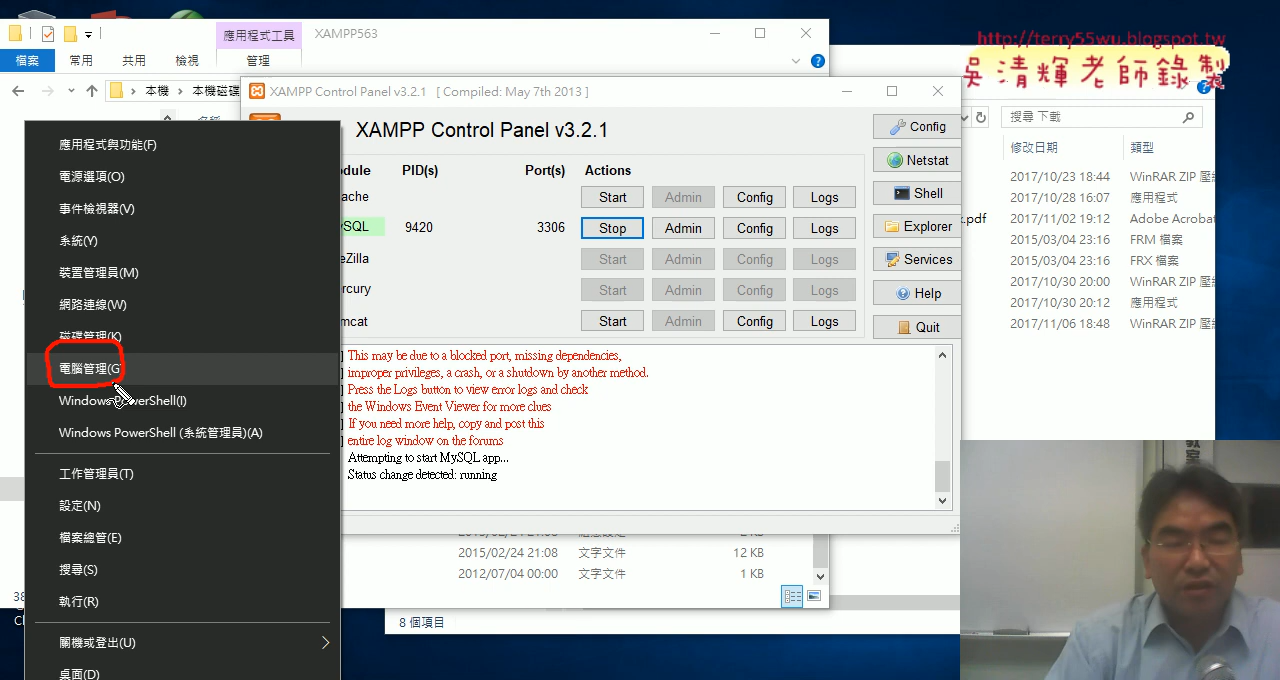 http://terry55wu.blogspot.tw
吳清輝老師錄製
應用程式工具
XAMPP563
檔案
常用
共用
檢視
管理
本機
本機磁碟
XAMPP Control Panel v3.2.1 [ Compiled: May 7th 2013 ]
XAMPP Control Panel v3.2.1
Config
Netstat
Shell
Explorer
Services
Help
Quit
dule PID(s) Port(s) Actions
ache Start Admin Config Logs
SQL 9420 3306 Stop Admin Config Logs
eZilla Start Admin Config Logs
rcury Start Admin Config Logs
mcat Start Admin Config Logs
] This may be due to a blocked port, missing dependencies,
] improper privileges, a crash, or a shutdown by another method.
] Press the Logs button to view error logs and check
] the Windows Event Viewer for more clues
] If you need more help, copy and post this
] entire log window on the forums
Attempting to start MySQL app...
Status change detected: running
應用程式與功能(F)
電源選項(O)
事件檢視器(V)
系統(Y)
裝置管理員(M)
網路連線(W)
磁碟管理(K)
電腦管理(G)
Windows PowerShell(I)
Windows PowerShell (系統管理員)(A)
工作管理員(T)
設定(N)
檔案總管(E)
搜尋(S)
執行(R)
關機或登出(U)
桌面(D)
2015/02/24 21:08 文字文件 12 KB
2012/07/04 00:00 文字文件 1 KB
8 個項目
搜尋 下載
修改日期 類型
2017/10/23 18:44 WinRAR ZIP 壓縮
2017/10/28 16:07 應用程式
.pdf 2017/11/02 19:12 Adobe Acrobat
2015/03/04 23:16 FRM 檔案
2015/03/04 23:16 FRX 檔案
2017/10/30 20:00 WinRAR ZIP 壓縮
2017/10/30 20:12 應用程式
2017/11/06 18:48 WinRAR ZIP 壓縮